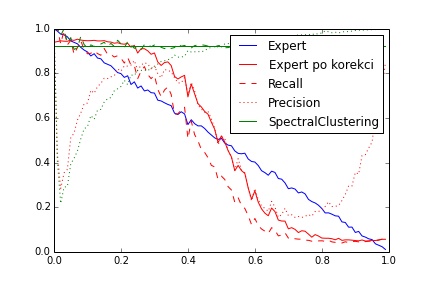 1.0
0.8
0.6
0.4
0.2
0.0
Expert
Expert po korekci
Recall
Precision
SpectralClustering
0.0 0.2 0.4 0.6 0.8 1.0